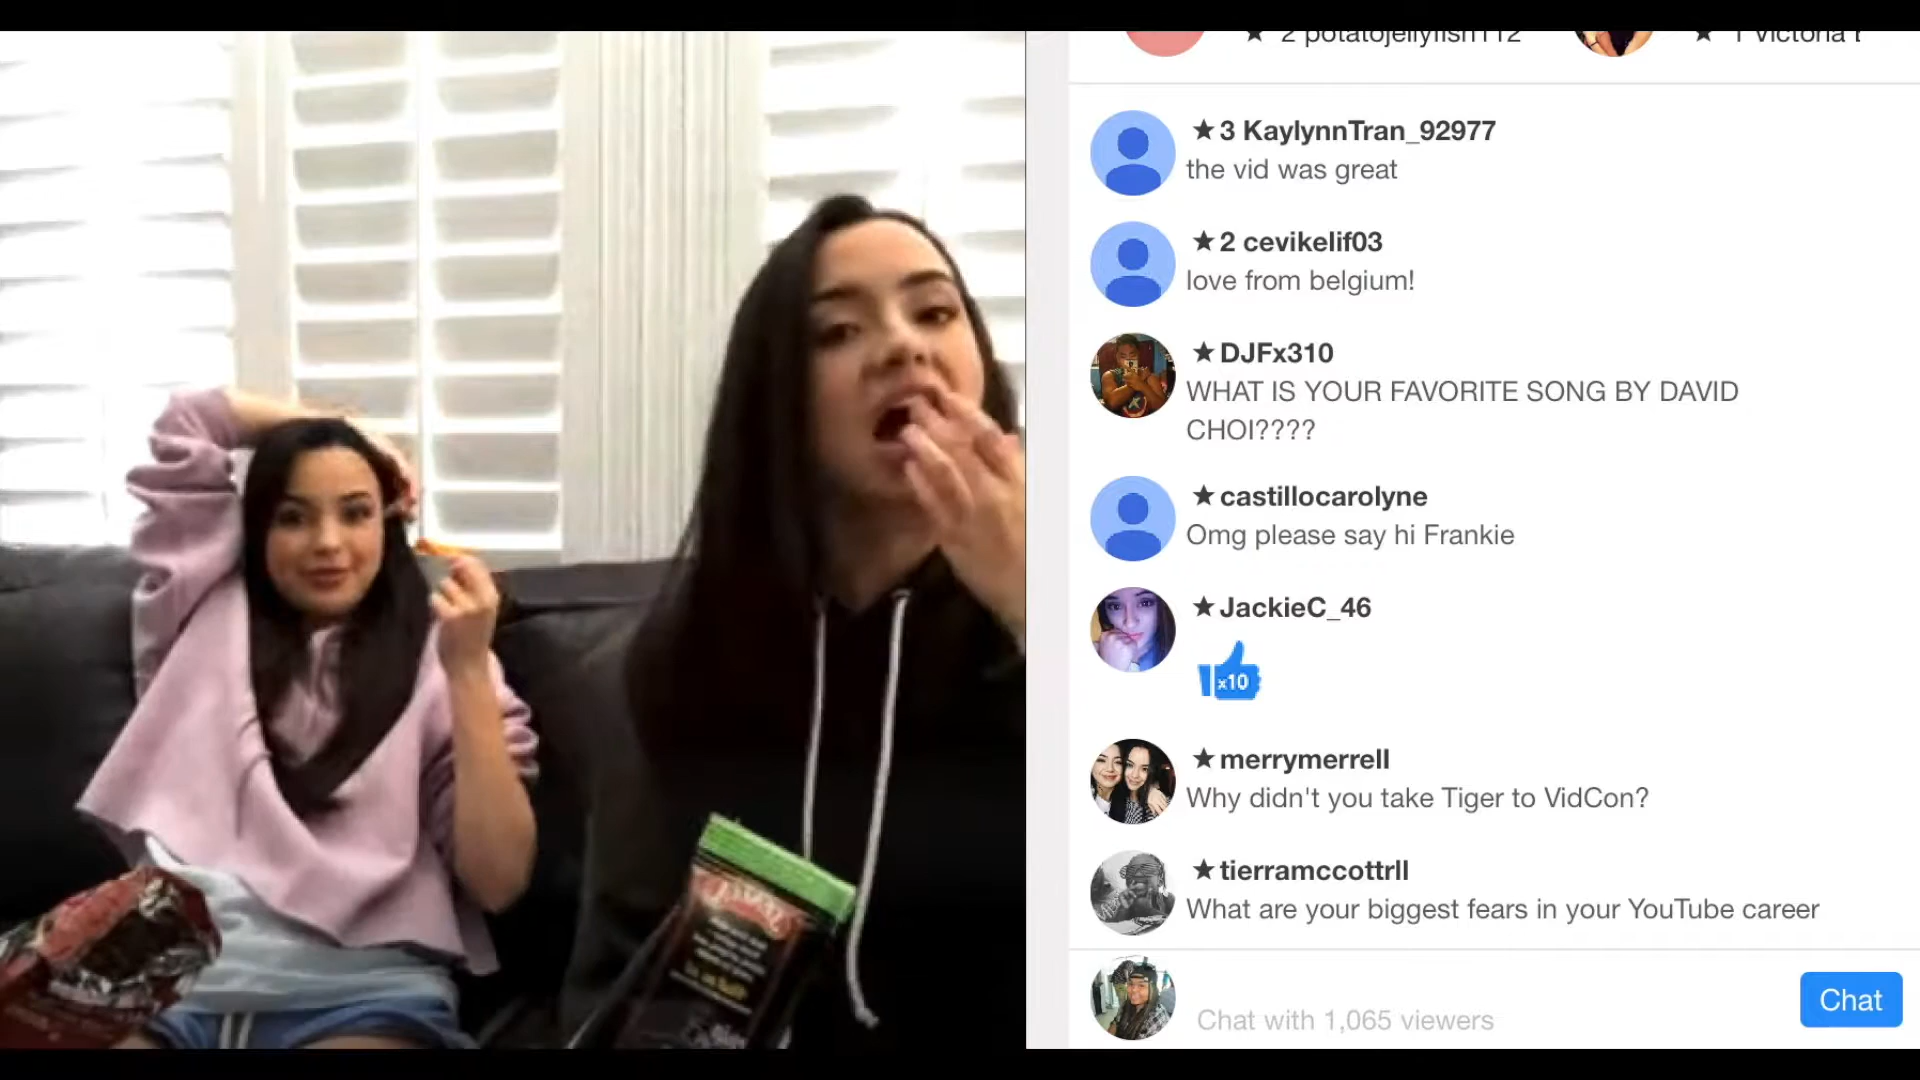 ★ 2 potatojellyfish112
★ 1 Victoria
★3 KaylynnTran_92977
the vid was great
★2 cevikelif03
love from belgium!
★DJFx310
WHAT IS YOUR FAVORITE SONG BY DAVID
CHOI????
★castillocarolyne
Omg please say hi Frankie
★JackieC_46
x10
★merrymerrell
Why didn't you take Tiger to VidCon?
★tierramccottrll
What are your biggest fears in your YouTube career
Chat with 1,065 viewers
Chat